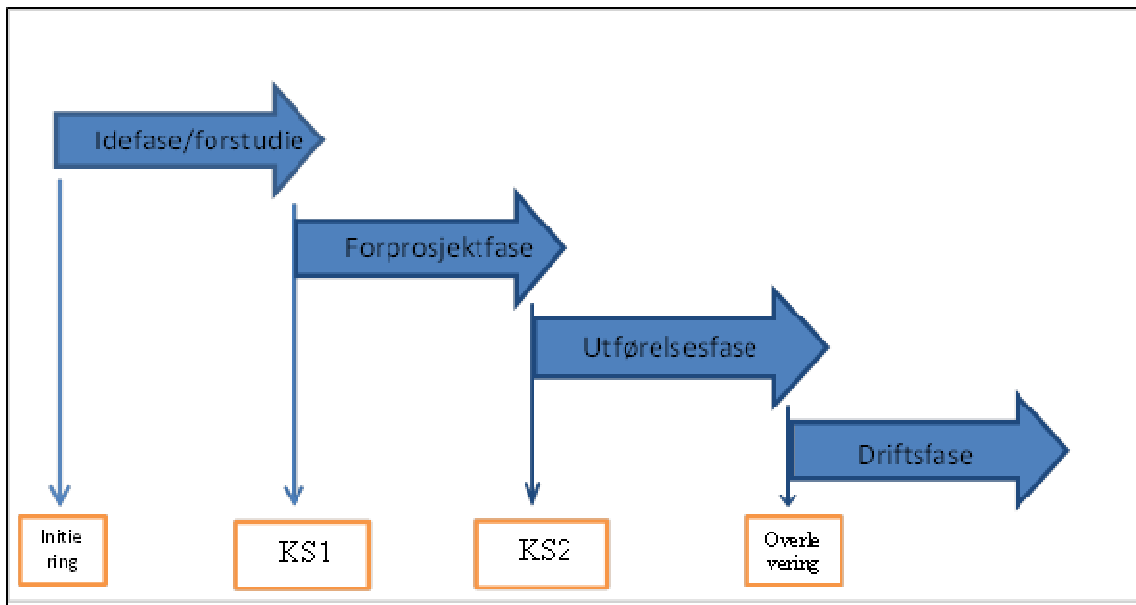 Idefase/forstudie
Forprosjektfase
Utførelsesfase
Driftsfase
Initie
ring
KS1
KS2
Overle
vering